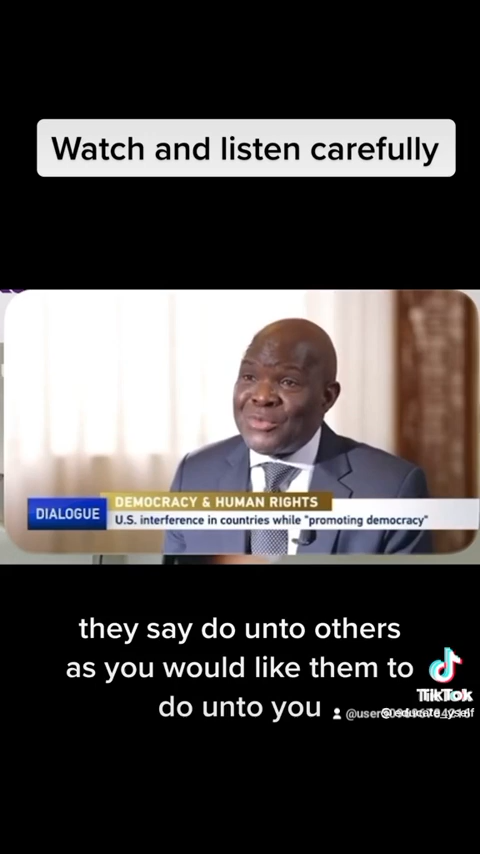 Watch and listen carefully
DEMOCRACY & HUMAN RIGHTS
DIALOGUE
U.S. interference in countries while "promoting democracy"
they say do unto others
as you would like them to
do unto you
TikTok